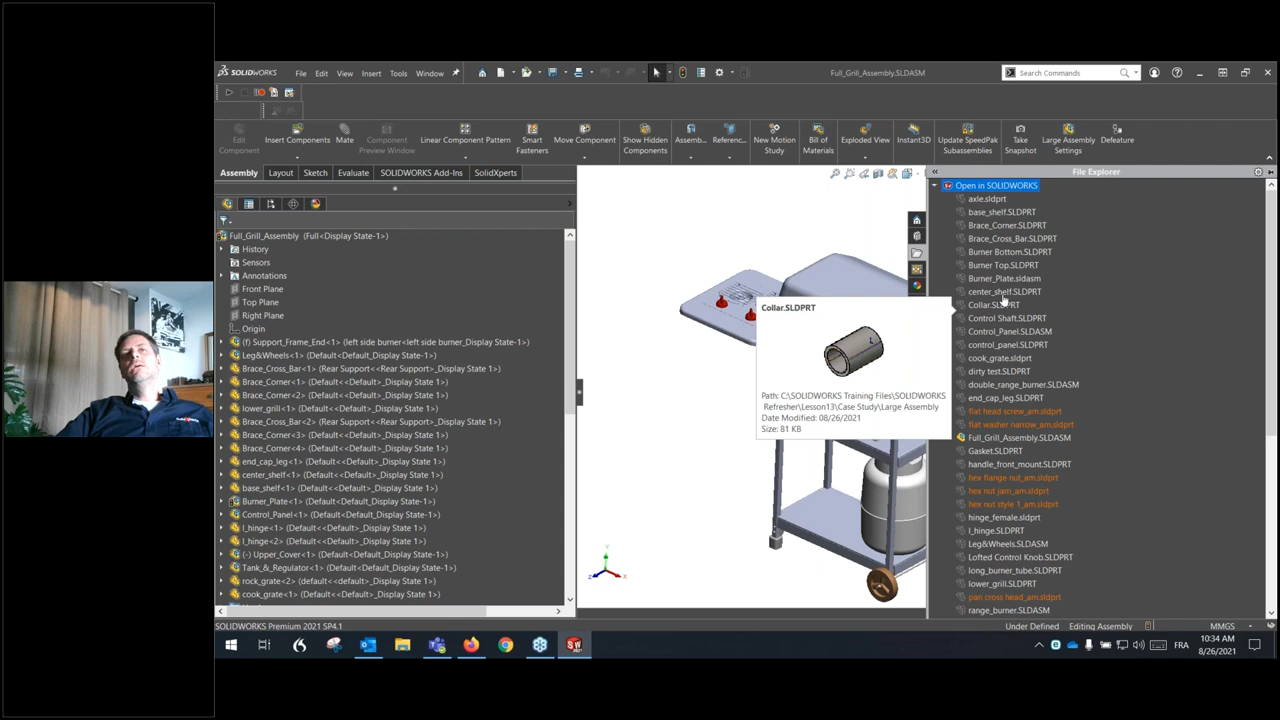 SOLIDWORKS
File Edit View Insert Tools Window
Full_Grill_Assembly.SLDASM
Search Commands
Edit Component
Insert Components
Mate
Component Preview Window
Linear Component Pattern
Smart Fasteners
Move Component
Show Hidden Components
Assemb...
Referenc...
New Motion Study
Bill of Materials
Exploded View
Instant3D
Update SpeedPak Subassemblies
Take Snapshot
Large Assembly Settings
Defeature
Assembly Layout Sketch Evaluate SOLIDWORKS Add-Ins SolidXperts
Full_Grill_Assembly (Full<Display State-1>)
History
Sensors
Annotations
Front Plane
Top Plane
Right Plane
Origin
(f) Support_Frame_End<1> (left side burner<left side burner_Display State-1>)
Leg&Wheels<1> (Default<Default_Display State-1>)
Brace_Cross_Bar<1> (Rear Support<<Rear Support>_Display State 1>)
Brace_Corner<1> (Default<<Default>_Display State 1>)
Brace_Corner<2> (Default<<Default>_Display State 1>)
lower_grill<1> (Default<<Default>_Display State 1>)
Brace_Cross_Bar<2> (Rear Support<<Rear Support>_Display State 1>)
Brace_Corner<3> (Default<<Default>_Display State 1>)
Brace_Corner<4> (Default<<Default>_Display State 1>)
end_cap_leg<1> (Default<<Default>_Display State 1>)
center_shelf<1> (Default<<Default>_Display State 1>)
base_shelf<1> (Default<<Default>_Display State 1>)
Burner_Plate<1> (Default<Default_Display State-1>)
Control_Panel<1> (Default<Default_Display State-1>)
l_hinge<1> (Default<<Default>_Display State 1>)
l_hinge<2> (Default<<Default>_Display State 1>)
(-) Upper_Cover<1> (Default<Default_Display State-1>)
Tank_&_Regulator<1> (Default<Default_Display State-1>)
rock_grate<2> (default<<default>_Display State 1>)
cook_grate<1> (Default<<Default>_Display State 1>)
Collar.SLDPRT
Path: C:\SOLIDWORKS Training Files\SOLIDWORKS
Refresher\Lesson13\Case Study\Large Assembly
Date Modified: 08/26/2021
Size: 81 KB
File Explorer
Open in SOLIDWORKS
axle.sldprt
base_shelf.SLDPRT
Brace_Corner.SLDPRT
Brace_Cross_Bar.SLDPRT
Burner Bottom.SLDPRT
Burner Top.SLDPRT
Burner_Plate.sldasm
center_shelf.SLDPRT
Collar.SLDPRT
Control Shaft.SLDPRT
Control_Panel.SLDASM
control_panel.SLDPRT
cook_grate.sldprt
dirty test.SLDPRT
double_range_burner.SLDASM
end_cap_leg.SLDPRT
flat head screw_am.sldprt
flat washer narrow_am.sldprt
Full_Grill_Assembly.SLDASM
Gasket.SLDPRT
handle_front_mount.SLDPRT
hex flange nut_am.sldprt
hex nut jam_am.sldprt
hex nut style 1_am.sldprt
hinge_female.sldprt
l_hinge.SLDPRT
Leg&Wheels.SLDASM
Lofted Control Knob.SLDPRT
long_burner_tube.SLDPRT
lower_grill.SLDPRT
pan cross head_am.sldprt
range_burner.SLDASM
SOLIDWORKS Premium 2021 SP4.1
Under Defined Editing Assembly MMGS
FRA
10:34 AM
8/26/2021